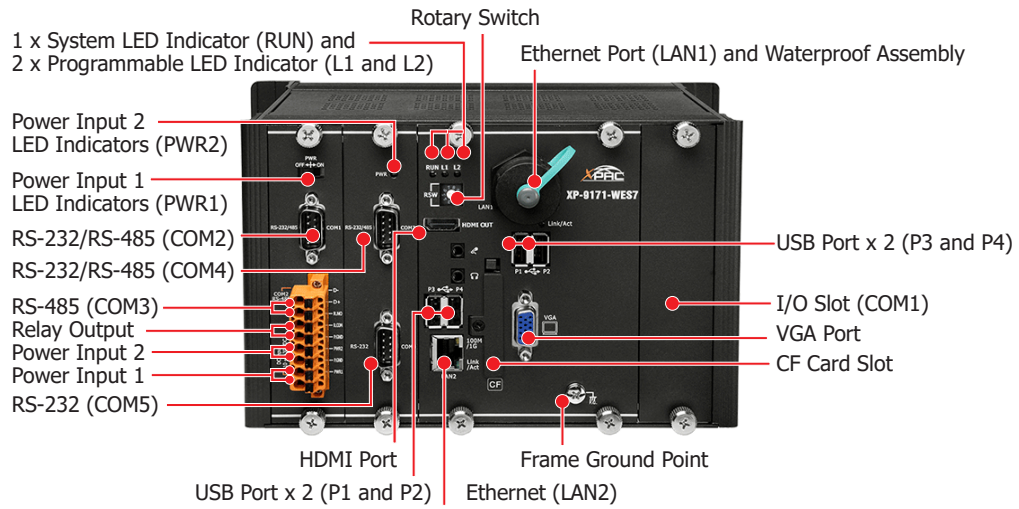 Rotary Switch
1 x System LED Indicator (RUN) and
2 x Programmable LED Indicator (L1 and L2)
Ethernet Port (LAN1) and Waterproof Assembly
Power Input 2
LED Indicators (PWR2)
Power Input 1
LED Indicators (PWR1)
RS-232/RS-485 (COM2)
RS-232/RS-485 (COM4)
RS-485 (COM3)
Relay Output
Power Input 2
Power Input 1
RS-232 (COM5)
HDMI Port
USB Port x 2 (P1 and P2)
Ethernet (LAN2)
Frame Ground Point
USB Port x 2 (P3 and P4)
I/O Slot (COM1)
VGA Port
CF Card Slot
PWR
OFF ON
RS-232/485
COM1
PWR
RS-232/485
RS-232
RUN L1 L2
RSW
LAN1
HDMI OUT
P3 P4
100M
/1G
Link
/Act
LAN2
CF
XPAC
XP-9171-WES7
Link/Act
P1 P2
VGA
D-
D+